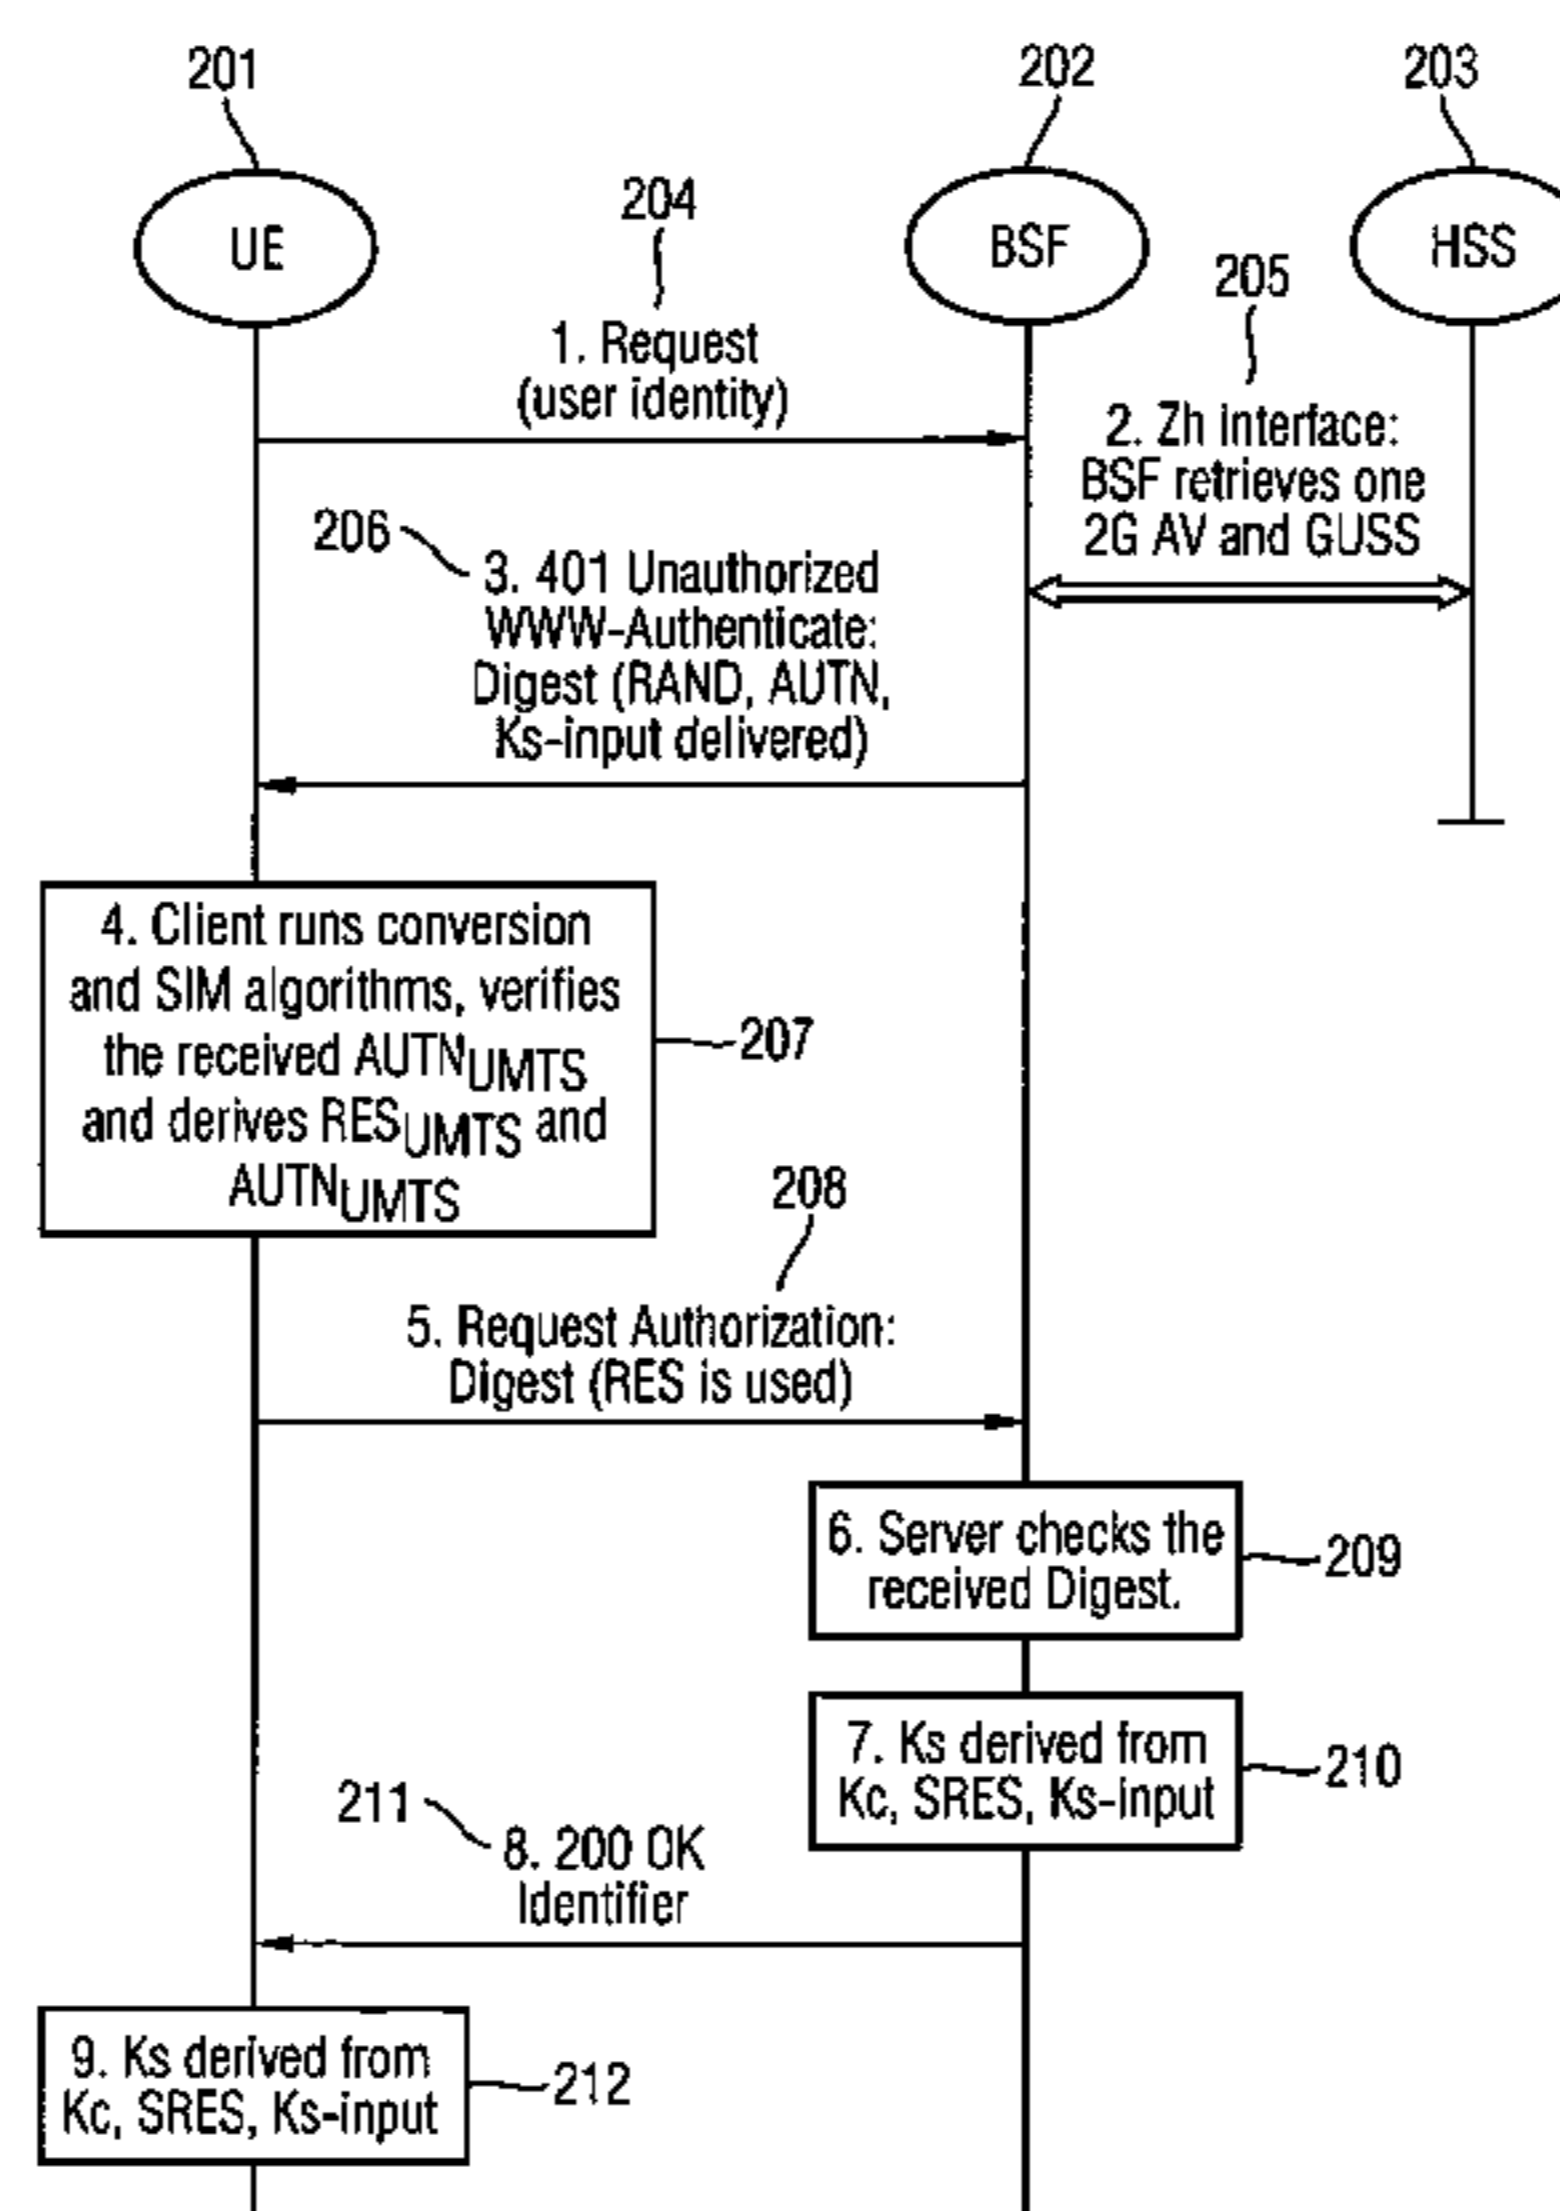 201
202
203
UE
BSF
HSS
204
1. Request
(user identity)
205
2. Zh interface:
BSF retrieves one
2G AV and GUSS
206
3. 401 Unauthorized
WWW-Authenticate:
Digest (RAND, AUTN,
Ks-input delivered)
4. Client runs conversion
and SIM algorithms, verifies
the received AUTNUMTS
and derives RESUMTS and
AUTNUMTS
207
208
5. Request Authorization:
Digest (RES is used)
6. Server checks the
received Digest.
209
7. Ks derived from
Kc, SRES, Ks-input
210
211
8. 200 OK
Identifier
9. Ks derived from
Kc, SRES, Ks-input
212